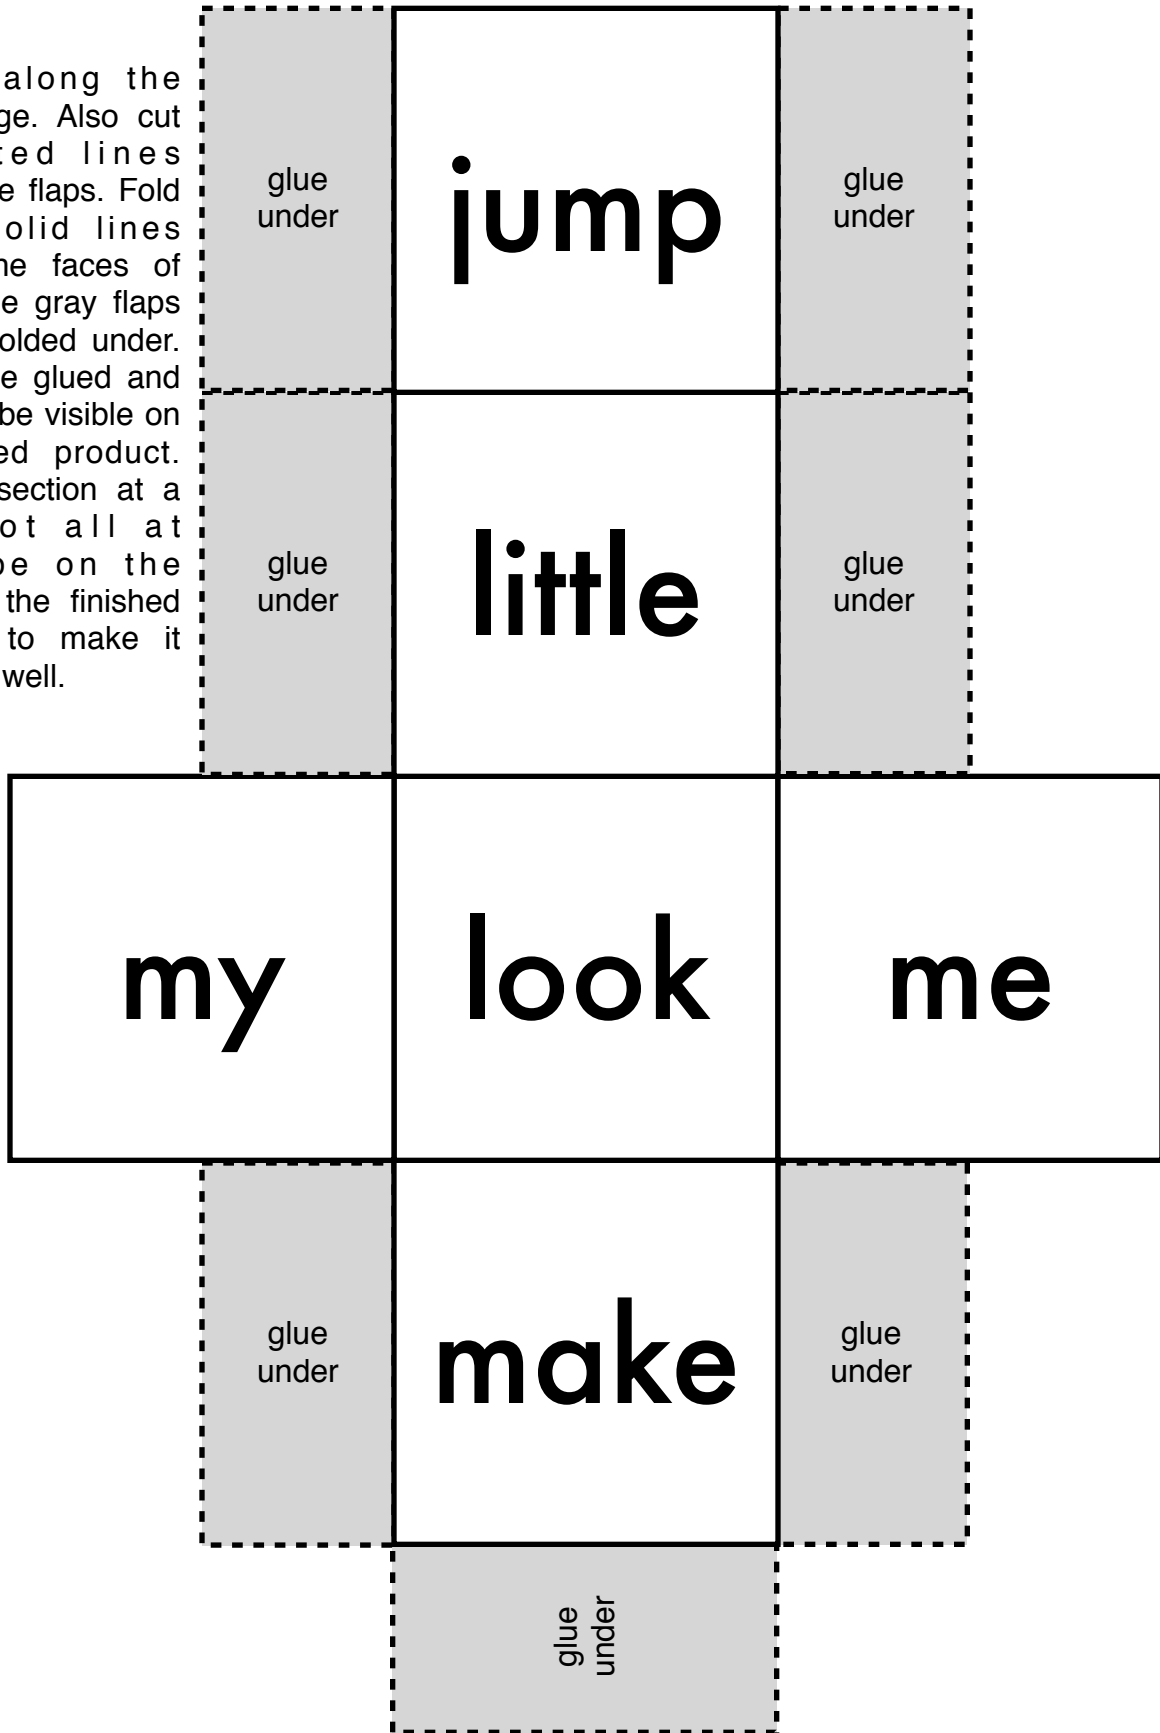 along the
ge. Also cut
ted lines
e flaps. Fold
olid lines
he faces of
e gray flaps
olded under.
e glued and
be visible on
ed product.
section at a
ot all at
pe on the
the finished
to make it
well.
glue
under
jump
glue
under
glue
under
little
glue
under
my
look
me
glue
under
make
glue
under
glue
under